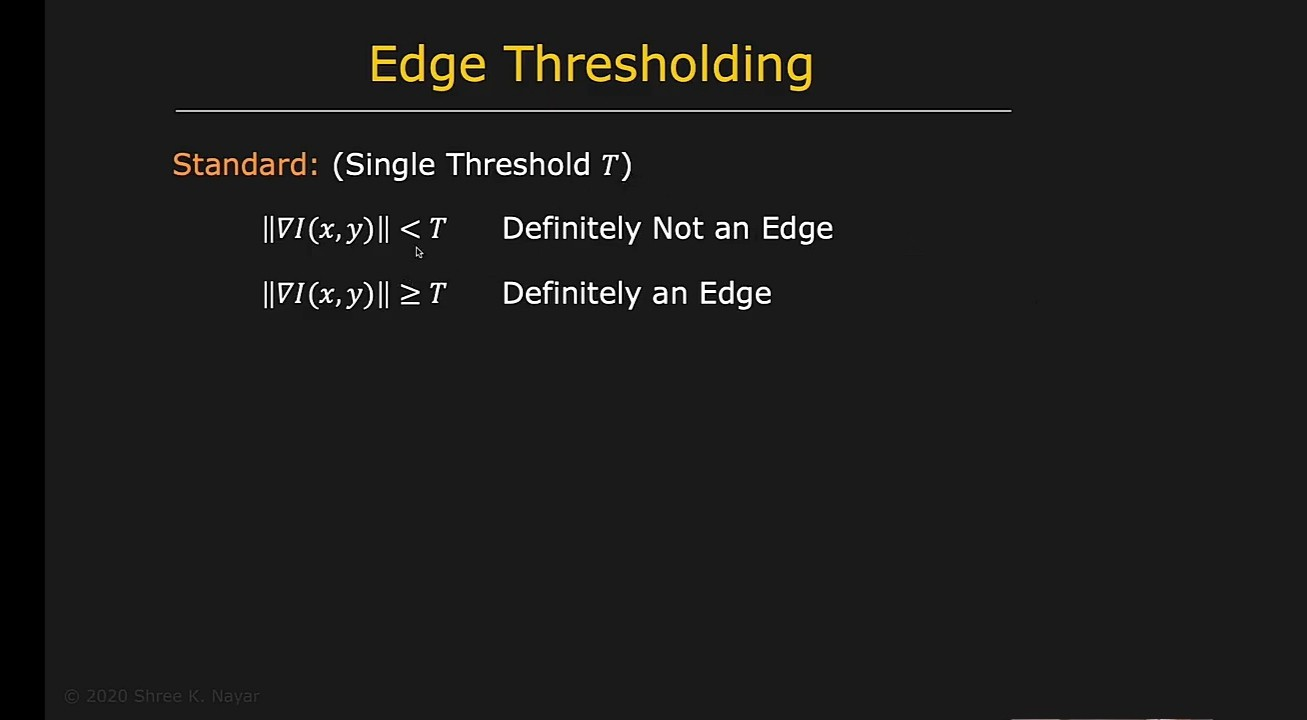 Edge Thresholding
Standard: (Single Threshold T)
‖∇I(x, y)‖ < T Definitely Not an Edge
‖∇I(x, y)‖ ≥ T Definitely an Edge
© 2020 Shree K. Nayar